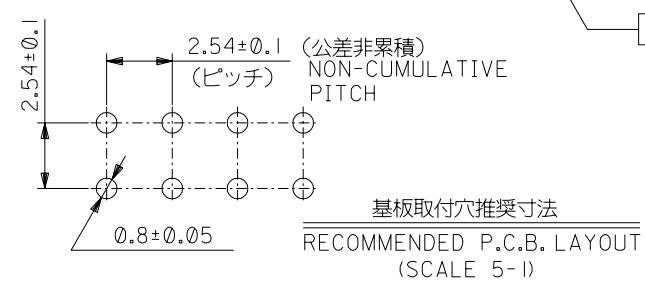 2.54±0.1
2.54±0.1 (公差非累積)
(ピッチ) NON-CUMULATIVE
PITCH
0.8±0.05
基板取付穴推奨寸法
RECOMMENDED P.C.B. LAYOUT
(SCALE 5-1)